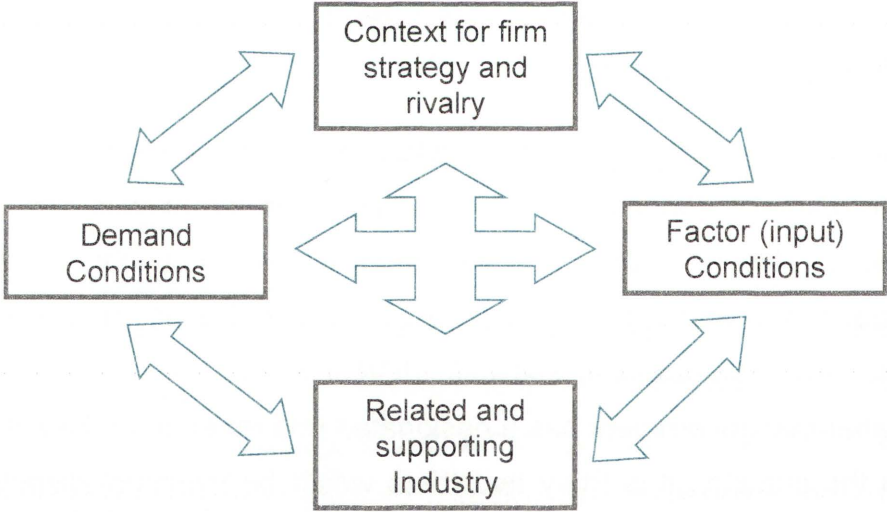 Context for firm
strategy and
rivalry
Demand
Conditions
Factor (input)
Conditions
Related and
supporting
Industry